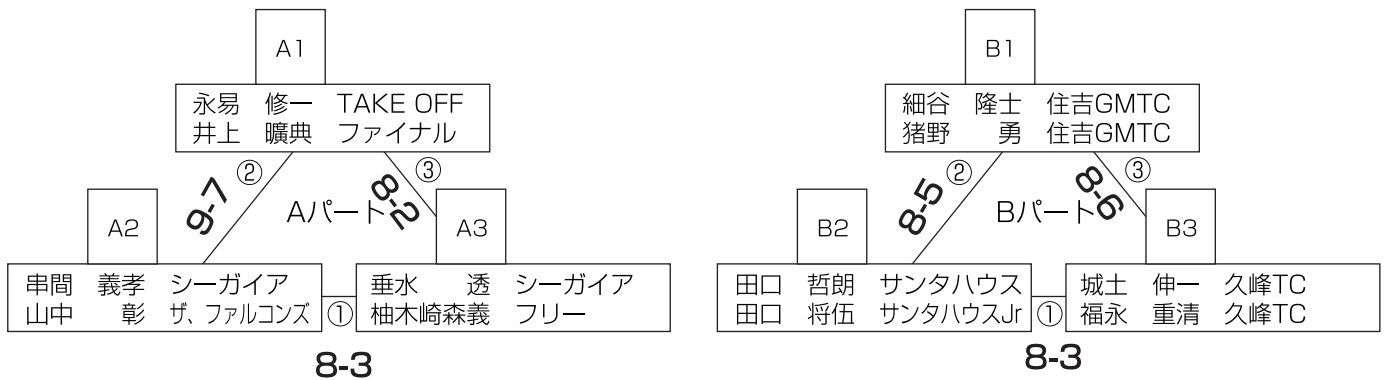 A1
永易 修一 TAKE OFF
井上 曠典 ファイナル
②
③
9-7
8-2
Aパート
A2
A3
串間 義孝 シーガイア
山中 彰 ザ、ファルコンズ
①
垂水 透 シーガイア
柚木崎森義 フリー
8-3
B1
細谷 隆士 住吉GMTC
猪野 勇 住吉GMTC
②
③
8-5
8-6
Bパート
B2
B3
田口 哲朗 サンタハウス
田口 将伍 サンタハウスJr
①
城土 伸一 久峰TC
福永 重清 久峰TC
8-3